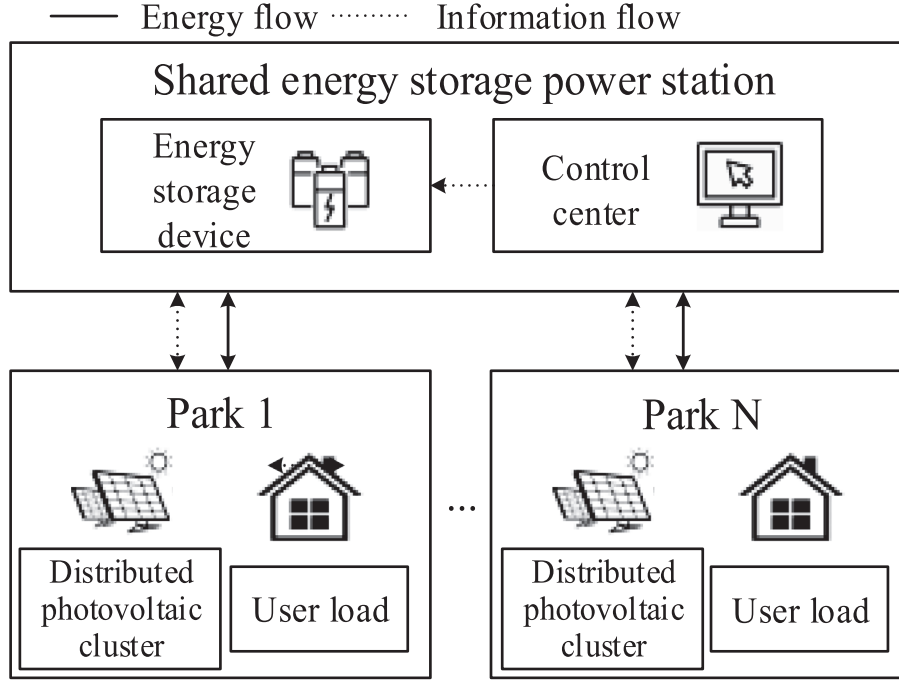 Energy flow
Information flow
Shared energy storage power station
Energy
storage
device
Control
center
Park 1
Distributed
photovoltaic
cluster
User load
...
Park N
Distributed
photovoltaic
cluster
User load